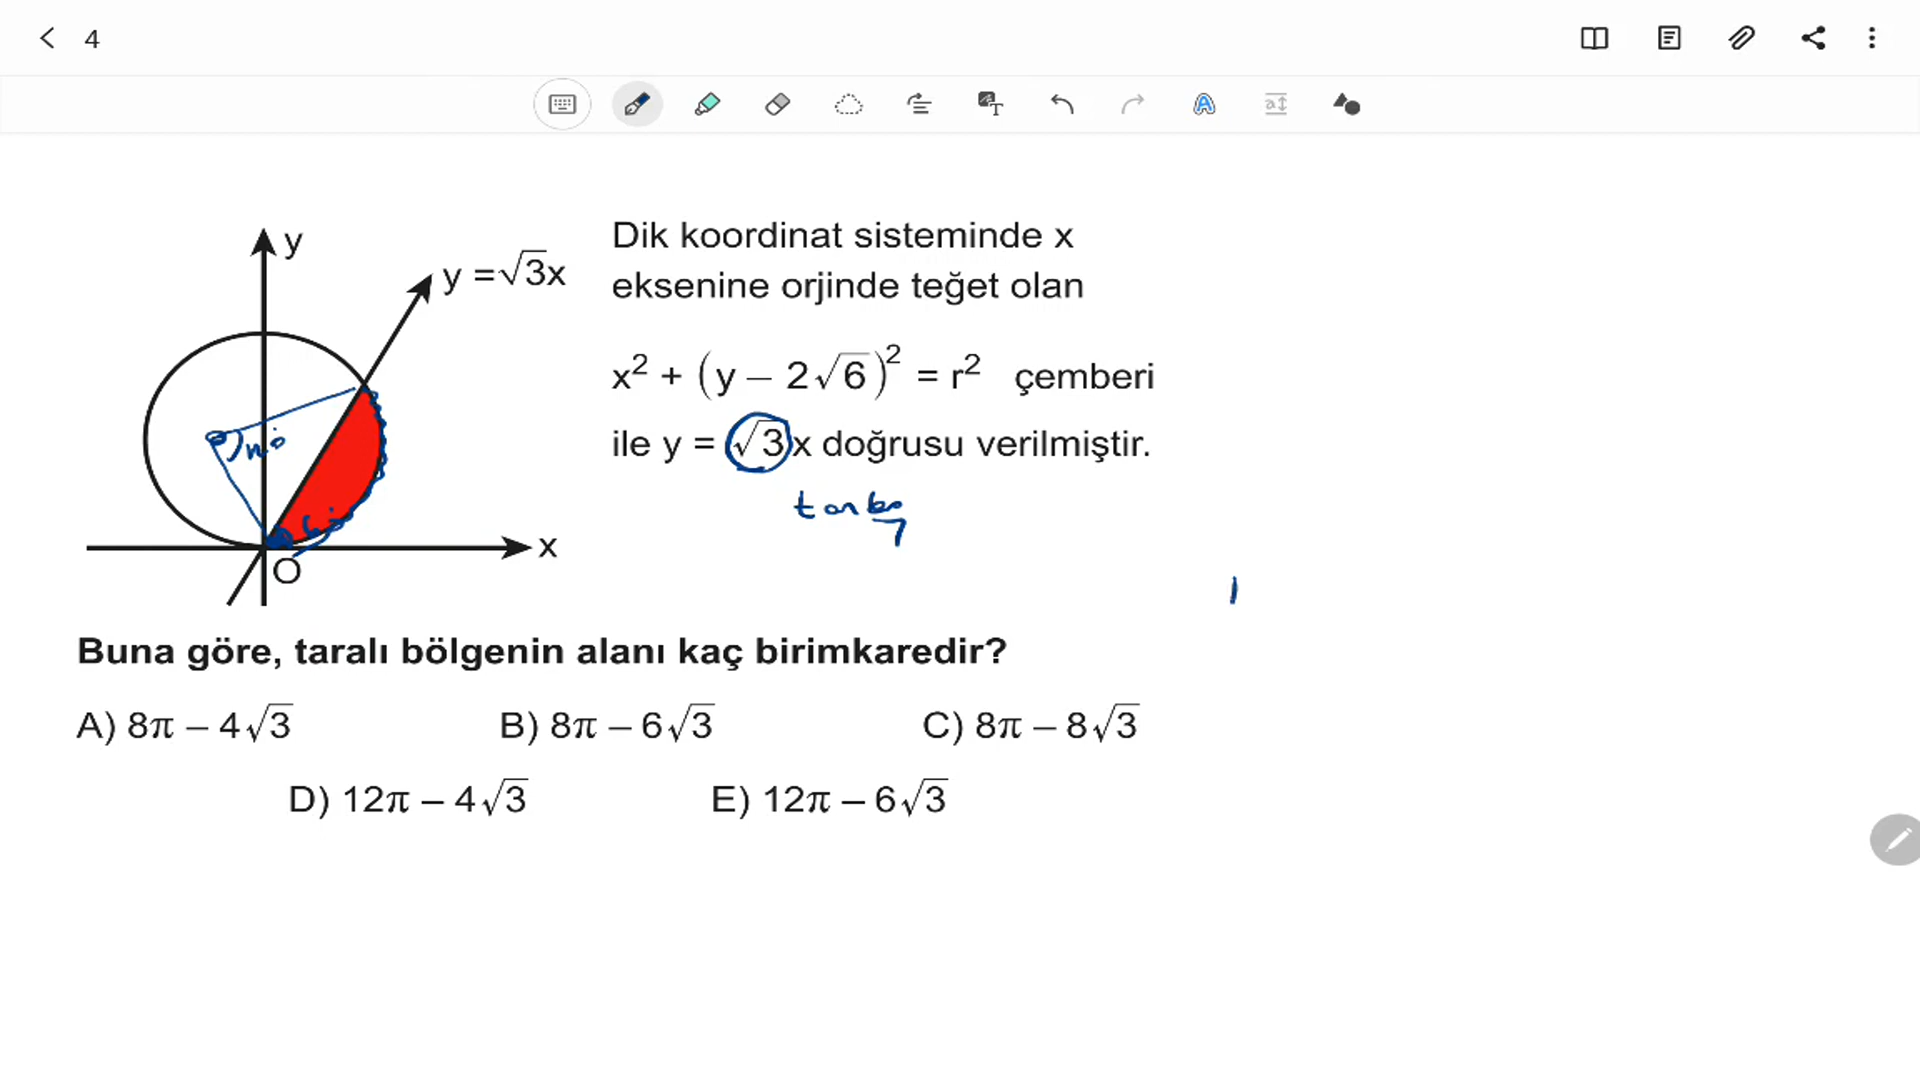 4
y
y = √3x
x
O
Dik koordinat sisteminde x
eksenine orjinde teğet olan
x² + (y – 2√6)² = r² çemberi
ile y = √3x doğrusu verilmiştir.
tan60
Buna göre, taralı bölgenin alanı kaç birimkaredir?
A) 8π – 4√3 B) 8π – 6√3 C) 8π – 8√3
D) 12π – 4√3 E) 12π – 6√3